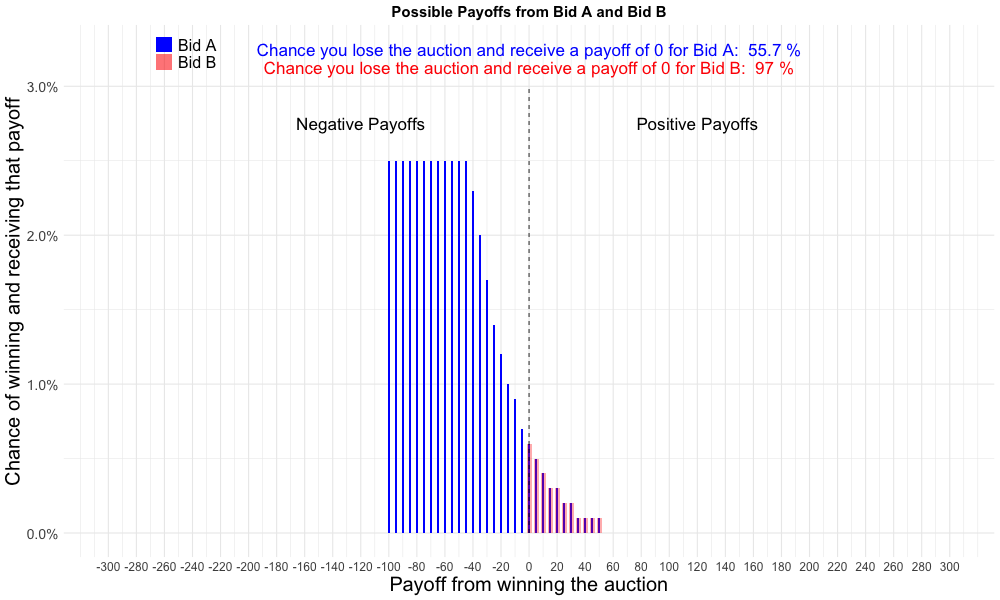 Possible Payoffs from Bid A and Bid B
Bid A
Bid B
Chance you lose the auction and receive a payoff of 0 for Bid A: 55.7 %
Chance you lose the auction and receive a payoff of 0 for Bid B: 97 %
Negative Payoffs
Positive Payoffs
Chance of winning and receiving that payoff
3.0%
2.0%
1.0%
0.0%
-300 -280 -260 -240 -220 -200 -180 -160 -140 -120 -100 -80 -60 -40 -20 0 20 40 60 80 100 120 140 160 180 200 220 240 260 280 300
Payoff from winning the auction